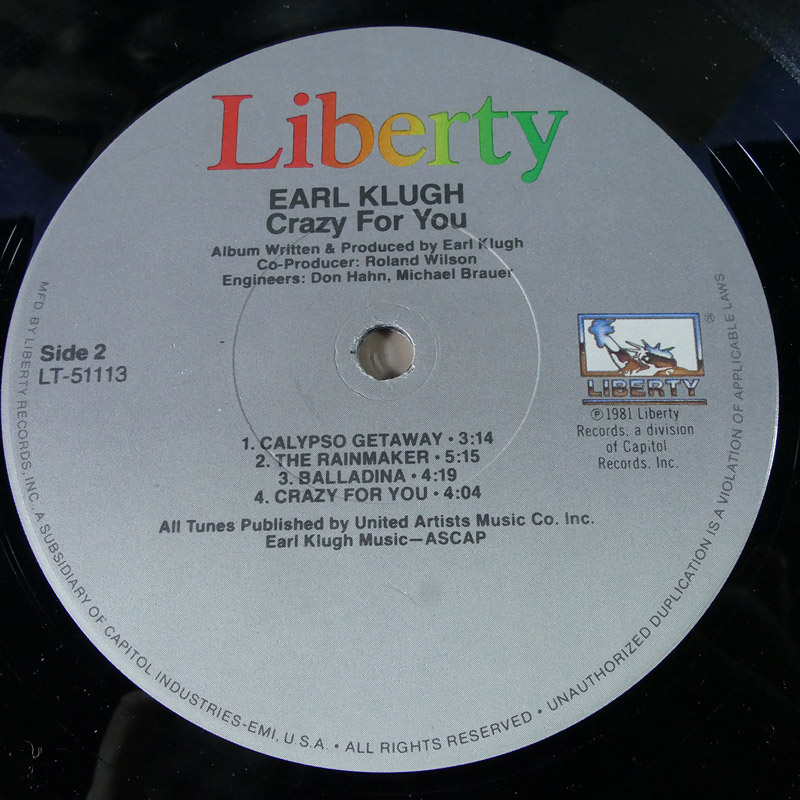 Liberty
EARL KLUGH
Crazy For You
Album Written & Produced by Earl Klugh
Co-Producer: Roland Wilson
Engineers: Don Hahn, Michael Brauer
Side 2
LT-51113
LIBERTY
®
℗ 1981 Liberty
Records, a division
of Capitol
Records, Inc.
1. CALYPSO GETAWAY • 3:14
2. THE RAINMAKER • 5:15
3. BALLADINA • 4:19
4. CRAZY FOR YOU • 4:04
All Tunes Published by United Artists Music Co. Inc.
Earl Klugh Music—ASCAP
MFD. BY LIBERTY RECORDS, INC., A SUBSIDIARY OF CAPITOL INDUSTRIES-EMI, U.S.A. • ALL RIGHTS RESERVED • UNAUTHORIZED DUPLICATION IS A VIOLATION OF APPLICABLE LAWS